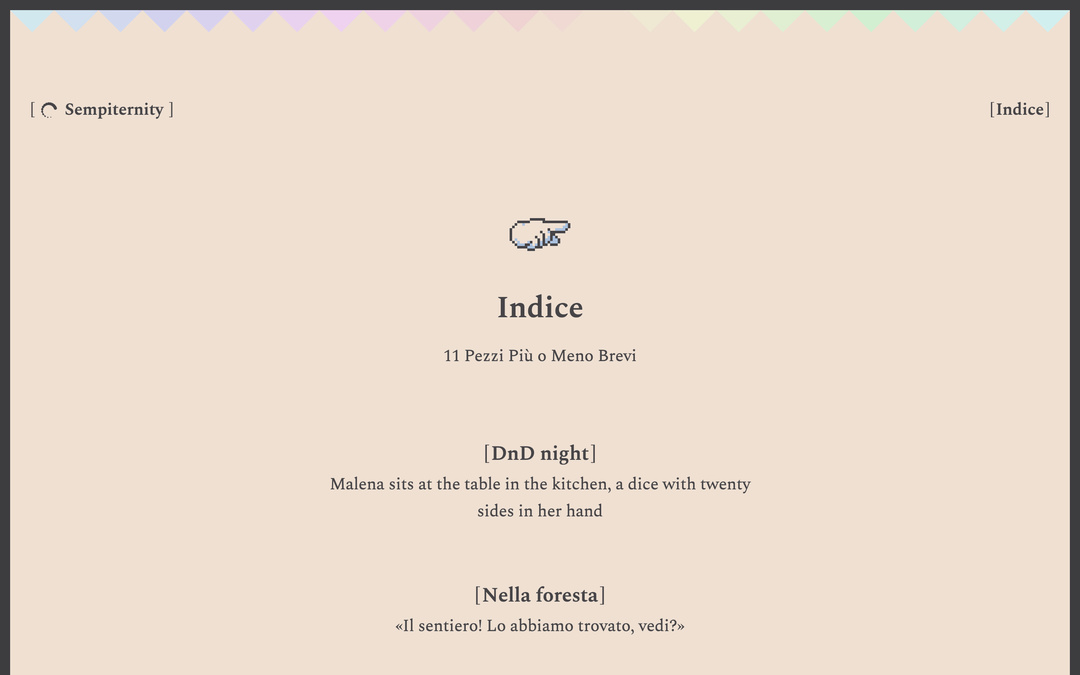 [ Sempiternity ]
[Indice]
Indice
11 Pezzi Più o Meno Brevi
[DnD night]
Malena sits at the table in the kitchen, a dice with twenty
sides in her hand
[Nella foresta]
«Il sentiero! Lo abbiamo trovato, vedi?»